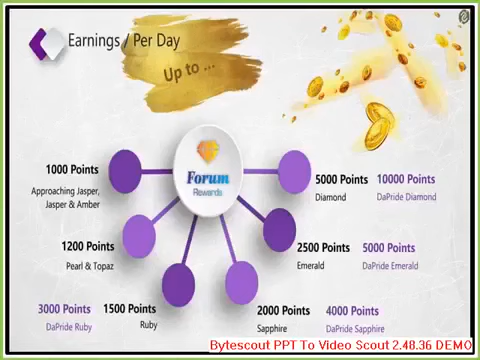 Earnings / Per Day
Up to ...
Forum
Rewards
1000 Points
Approaching Jasper,
Jasper & Amber
1200 Points
Pearl & Topaz
3000 Points
DaPride Ruby
1500 Points
Ruby
2000 Points
Sapphire
4000 Points
DaPride Sapphire
2500 Points
Emerald
5000 Points
DaPride Emerald
5000 Points
Diamond
10000 Points
DaPride Diamond
Bytescout PPT To Video Scout 2.48.36 DEMO